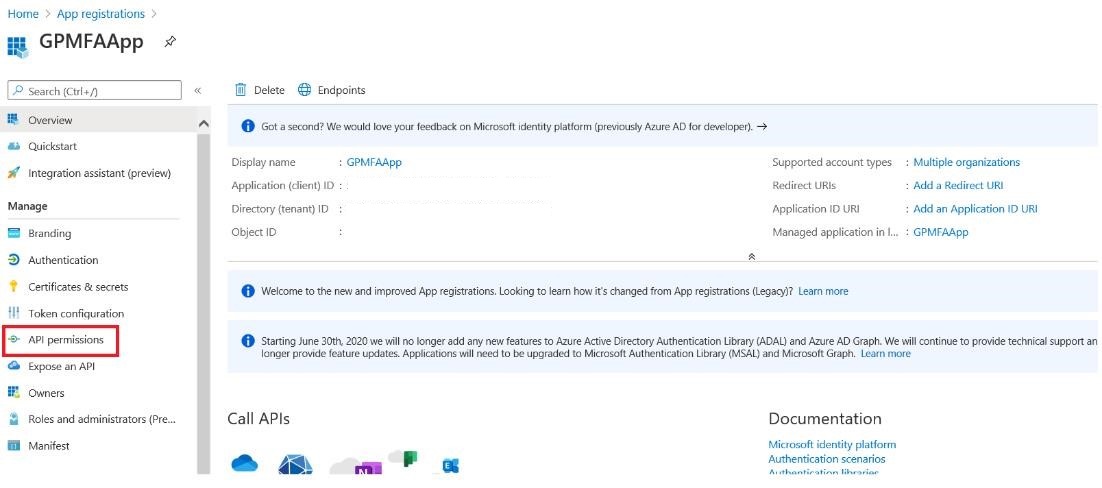 Home > App registrations >
GPMFAApp
Search (Ctrl+/)
«
Overview
Quickstart
Integration assistant (preview)
Manage
Branding
Authentication
Certificates & secrets
Token configuration
API permissions
Expose an API
Owners
Roles and administrators (Pre...
Manifest
Delete Endpoints
Got a second? We would love your feedback on Microsoft identity platform (previously Azure AD for developer). →
Display name : GPMFAApp
Application (client) ID :
Directory (tenant) ID :
Object ID :
Supported account types : Multiple organizations
Redirect URIs : Add a Redirect URI
Application ID URI : Add an Application ID URI
Managed application in l... : GPMFAApp
Welcome to the new and improved App registrations. Looking to learn how it's changed from App registrations (Legacy)? Learn more
Starting June 30th, 2020 we will no longer add any new features to Azure Active Directory Authentication Library (ADAL) and Azure AD Graph. We will continue to provide technical support an
longer provide feature updates. Applications will need to be upgraded to Microsoft Authentication Library (MSAL) and Microsoft Graph. Learn more
Call APIs
N
Documentation
Microsoft identity platform
Authentication scenarios
Authentication libraries